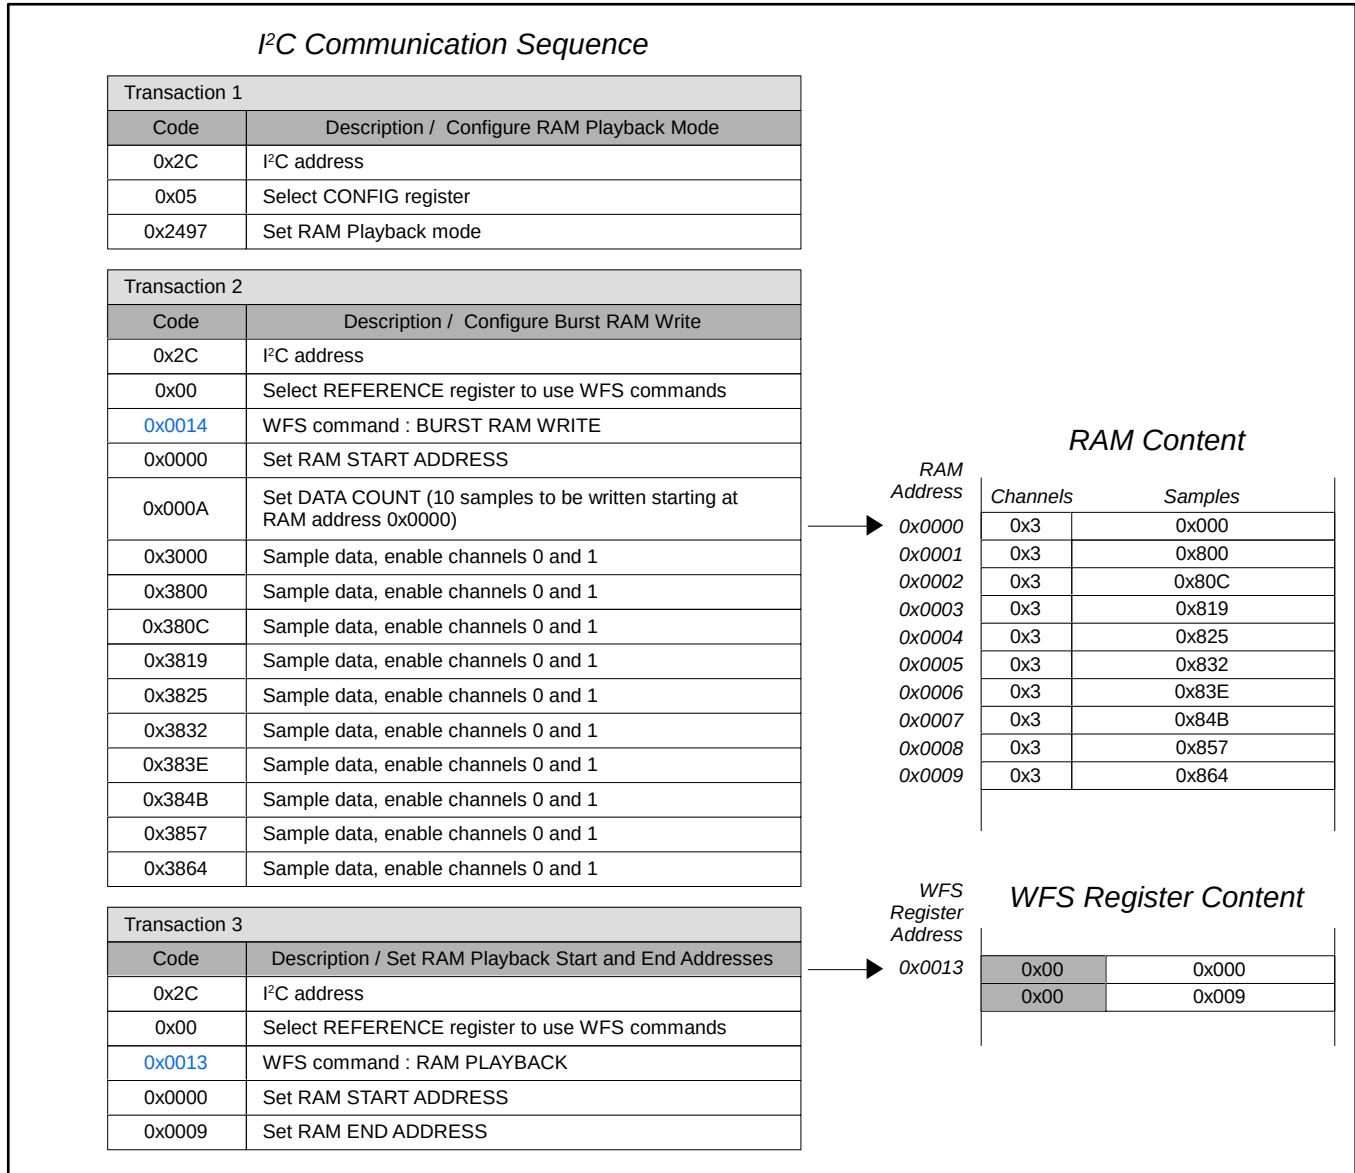 I²C Communication Sequence
Transaction 1
Code Description / Configure RAM Playback Mode
0x2C I²C address
0x05 Select CONFIG register
0x2497 Set RAM Playback mode
Transaction 2
Code Description / Configure Burst RAM Write
0x2C I²C address
0x00 Select REFERENCE register to use WFS commands
0x0014 WFS command : BURST RAM WRITE
0x0000 Set RAM START ADDRESS
0x000A Set DATA COUNT (10 samples to be written starting at
RAM address 0x0000)
0x3000 Sample data, enable channels 0 and 1
0x3800 Sample data, enable channels 0 and 1
0x380C Sample data, enable channels 0 and 1
0x3819 Sample data, enable channels 0 and 1
0x3825 Sample data, enable channels 0 and 1
0x3832 Sample data, enable channels 0 and 1
0x383E Sample data, enable channels 0 and 1
0x384B Sample data, enable channels 0 and 1
0x3857 Sample data, enable channels 0 and 1
0x3864 Sample data, enable channels 0 and 1
Transaction 3
Code Description / Set RAM Playback Start and End Addresses
0x2C I²C address
0x00 Select REFERENCE register to use WFS commands
0x0013 WFS command : RAM PLAYBACK
0x0000 Set RAM START ADDRESS
0x0009 Set RAM END ADDRESS
RAM Content
RAM
Address Channels Samples
0x0000 0x3 0x000
0x0001 0x3 0x800
0x0002 0x3 0x80C
0x0003 0x3 0x819
0x0004 0x3 0x825
0x0005 0x3 0x832
0x0006 0x3 0x83E
0x0007 0x3 0x84B
0x0008 0x3 0x857
0x0009 0x3 0x864
WFS Register Content
WFS
Register
Address
0x0013 0x00 0x000
0x00 0x009